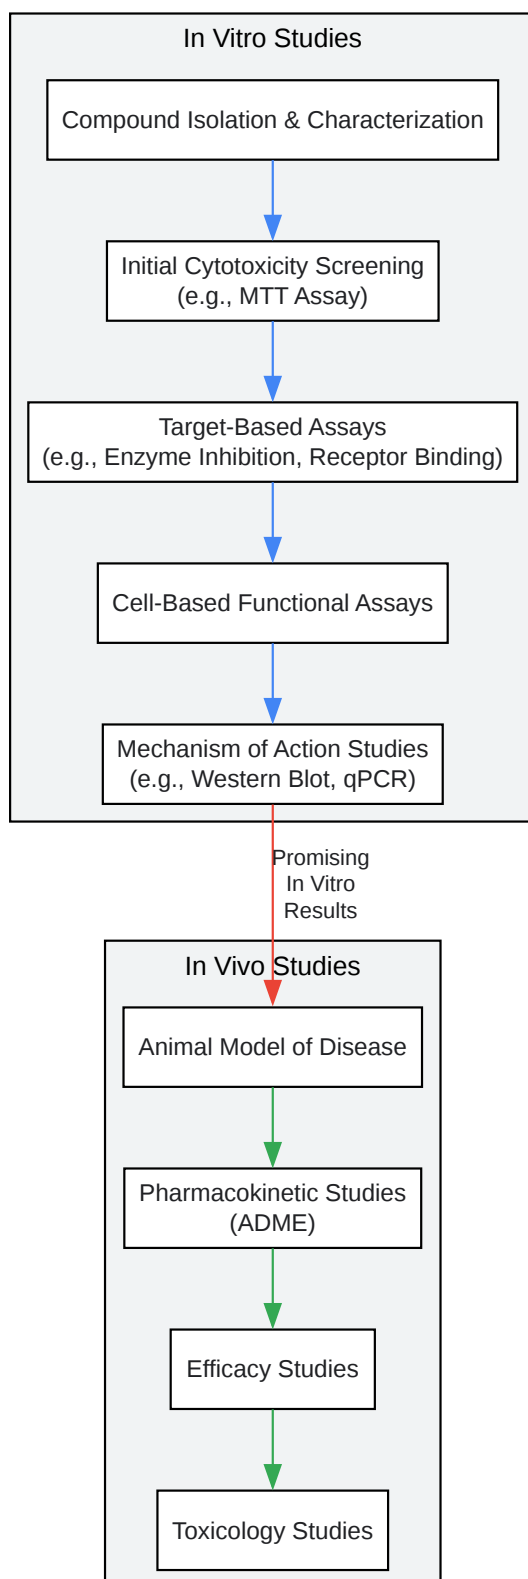 In Vitro Studies
Compound Isolation & Characterization
Initial Cytotoxicity Screening
(e.g., MTT Assay)
Target-Based Assays
(e.g., Enzyme Inhibition, Receptor Binding)
Cell-Based Functional Assays
Mechanism of Action Studies
(e.g., Western Blot, qPCR)
Promising
In Vitro
Results
In Vivo Studies
Animal Model of Disease
Pharmacokinetic Studies
(ADME)
Efficacy Studies
Toxicology Studies